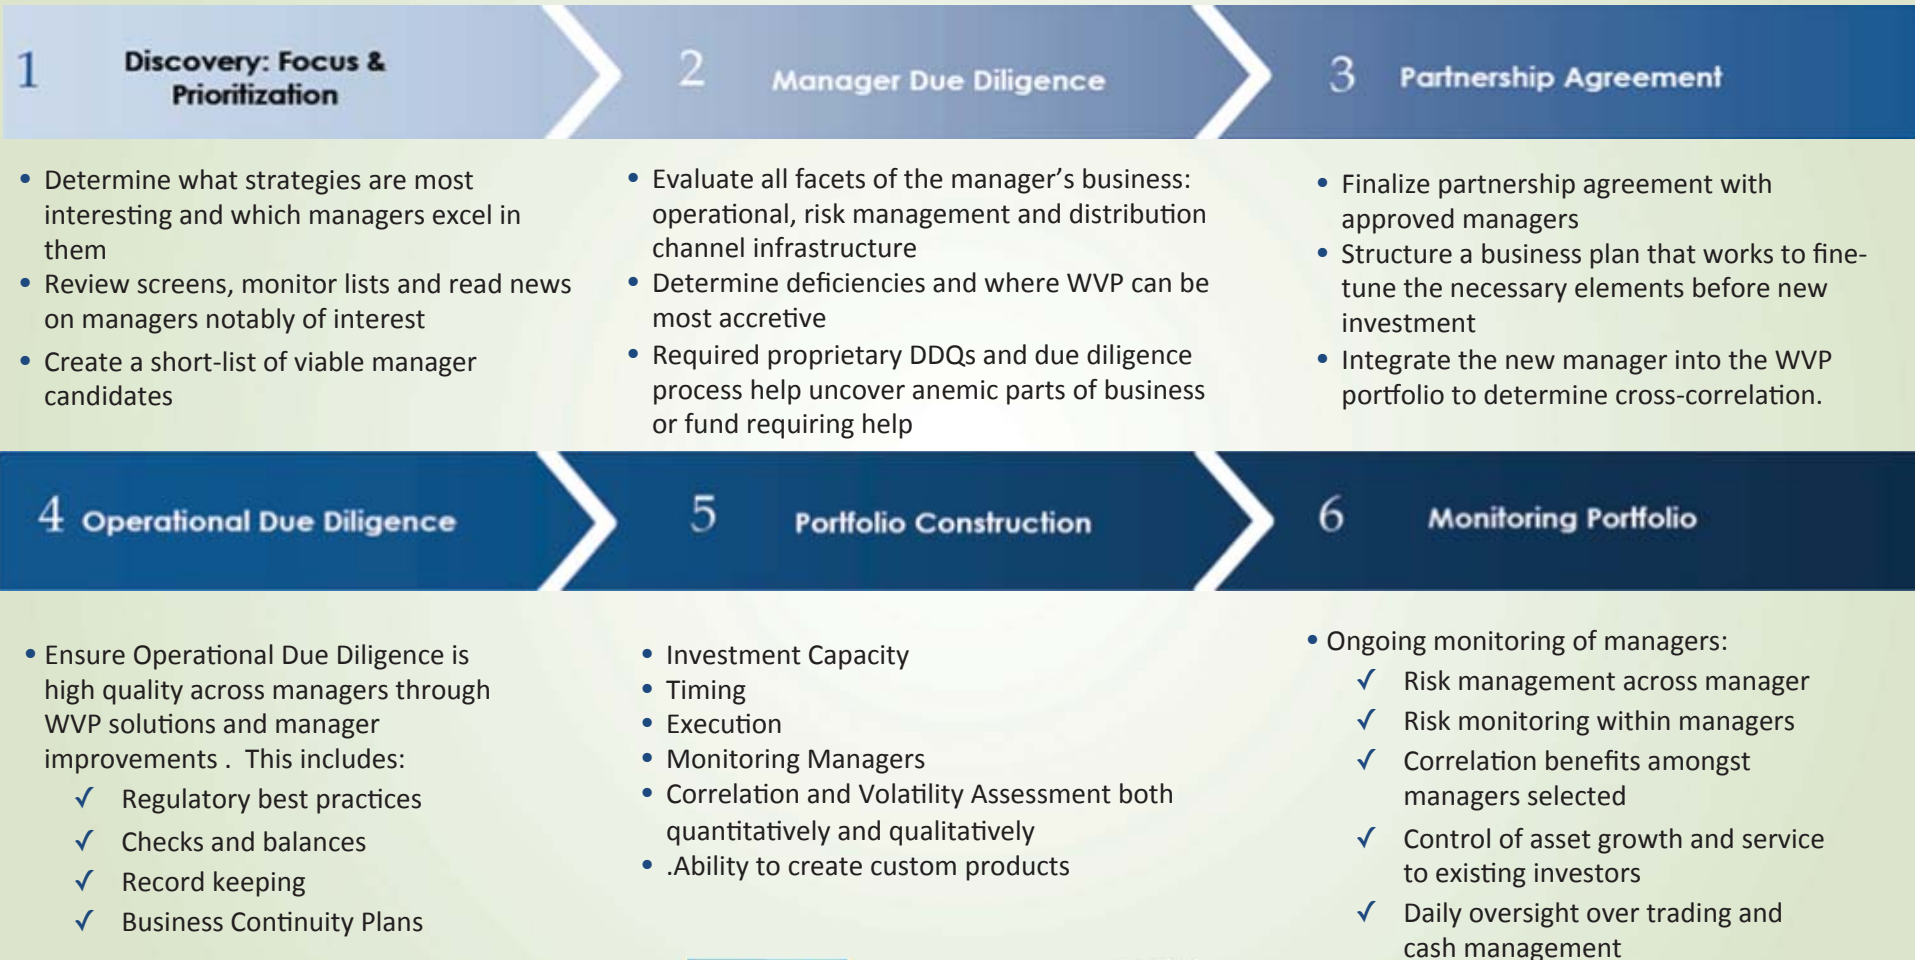 1
Discovery: Focus &
Prioritization
2
Manager Due Diligence
3
Partnership Agreement
• Determine what strategies are most
interesting and which managers excel in
them
• Review screens, monitor lists and read news
on managers notably of interest
• Create a short-list of viable manager
candidates
• Evaluate all facets of the manager’s business:
operational, risk management and distribution
channel infrastructure
• Determine deficiencies and where WVP can be
most accretive
• Required proprietary DDQs and due diligence
process help uncover anemic parts of business
or fund requiring help
• Finalize partnership agreement with
approved managers
• Structure a business plan that works to fine-
tune the necessary elements before new
investment
• Integrate the new manager into the WVP
portfolio to determine cross-correlation.
4 Operational Due Diligence
5
Portfolio Construction
6
Monitoring Portfolio
• Ensure Operational Due Diligence is
high quality across managers through
WVP solutions and manager
improvements . This includes:
✓ Regulatory best practices
✓ Checks and balances
✓ Record keeping
✓ Business Continuity Plans
• Investment Capacity
• Timing
• Execution
• Monitoring Managers
• Correlation and Volatility Assessment both
quantitatively and qualitatively
• .Ability to create custom products
• Ongoing monitoring of managers:
✓ Risk management across manager
✓ Risk monitoring within managers
✓ Correlation benefits amongst
managers selected
✓ Control of asset growth and service
to existing investors
✓ Daily oversight over trading and
cash management